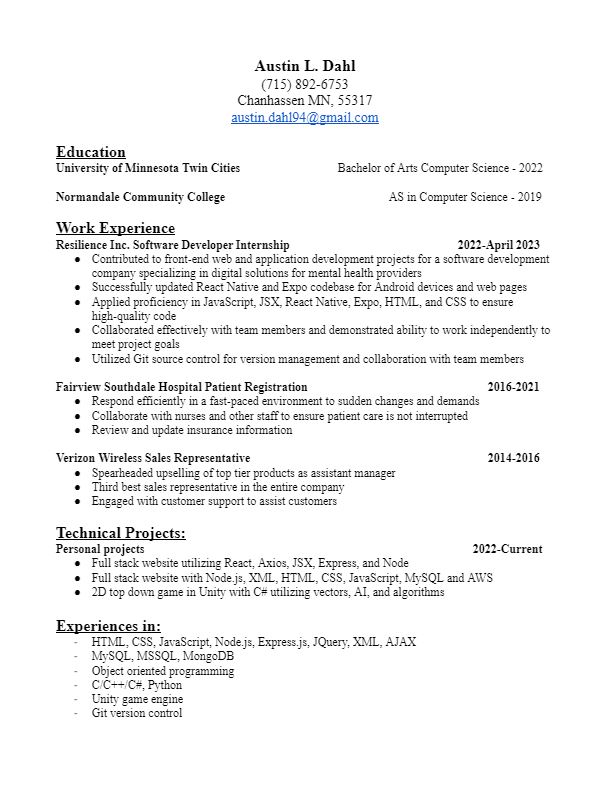 Austin L. Dahl
(715) 892-6753
Chanhassen MN, 55317
austin.dahl94@gmail.com
Education
University of Minnesota Twin Cities Bachelor of Arts Computer Science - 2022
Normandale Community College AS in Computer Science - 2019
Work Experience
Resilience Inc. Software Developer Internship 2022-April 2023
● Contributed to front-end web and application development projects for a software development
company specializing in digital solutions for mental health providers
● Successfully updated React Native and Expo codebase for Android devices and web pages
● Applied proficiency in JavaScript, JSX, React Native, Expo, HTML, and CSS to ensure
high-quality code
● Collaborated effectively with team members and demonstrated ability to work independently to
meet project goals
● Utilized Git source control for version management and collaboration with team members
Fairview Southdale Hospital Patient Registration 2016-2021
● Respond efficiently in a fast-paced environment to sudden changes and demands
● Collaborate with nurses and other staff to ensure patient care is not interrupted
● Review and update insurance information
Verizon Wireless Sales Representative 2014-2016
● Spearheaded upselling of top tier products as assistant manager
● Third best sales representative in the entire company
● Engaged with customer support to assist customers
Technical Projects:
Personal projects 2022-Current
● Full stack website utilizing React, Axios, JSX, Express, and Node
● Full stack website with Node.js, XML, HTML, CSS, JavaScript, MySQL and AWS
● 2D top down game in Unity with C# utilizing vectors, AI, and algorithms
Experiences in:
- HTML, CSS, JavaScript, Node.js, Express.js, JQuery, XML, AJAX
- MySQL, MSSQL, MongoDB
- Object oriented programming
- C/C++/C#, Python
- Unity game engine
- Git version control